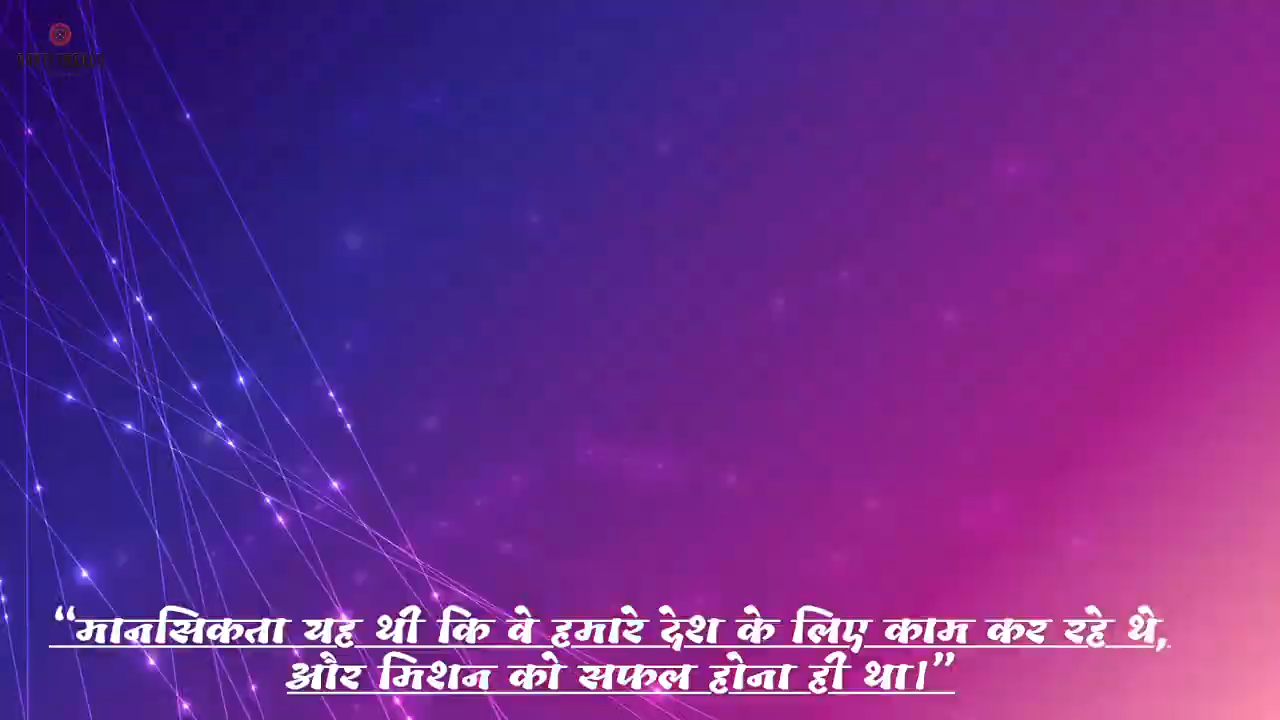 “मानसिकता यह थी कि वे हमारे देश के लिए काम कर रहे थे,
और मिशन को सफल होना ही था।”